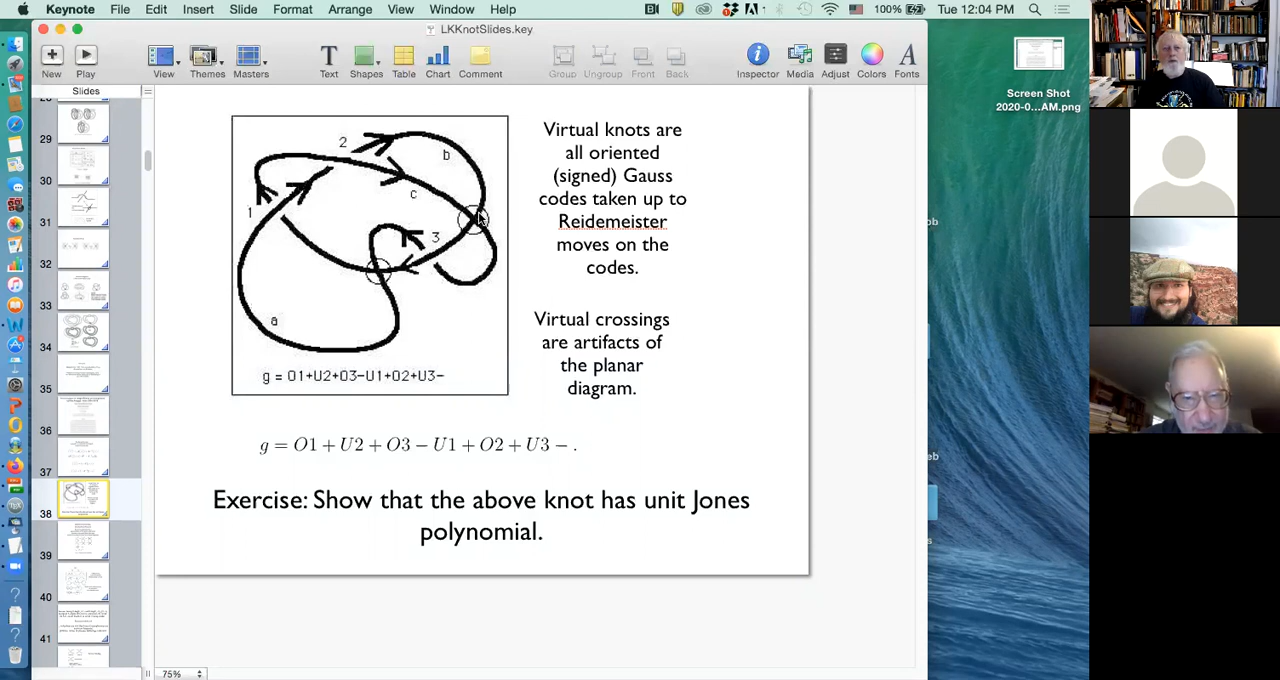 Keynote File Edit Insert Slide Format Arrange View Window Help 100% Tue 12:04 PM
LKKnotSlides.key
New Play View Themes Masters Text Shapes Table Chart Comment Group Ungroup Front Back Inspector Media Adjust Colors Fonts
Slides
29
30
31
32
33
34
35
36
37
38
39
40
41
2
b
c
1
3
a
g = O1+U2+O3-U1+O2+U3-
Virtual knots are
all oriented
(signed) Gauss
codes taken up to
Reidemeister
moves on the
codes.
Virtual crossings
are artifacts of
the planar
diagram.
g = O1 + U2 + O3 − U1 + O2 + U3 − .
Exercise: Show that the above knot has unit Jones
polynomial.
75%
Screen Shot
2020-0...AM.png